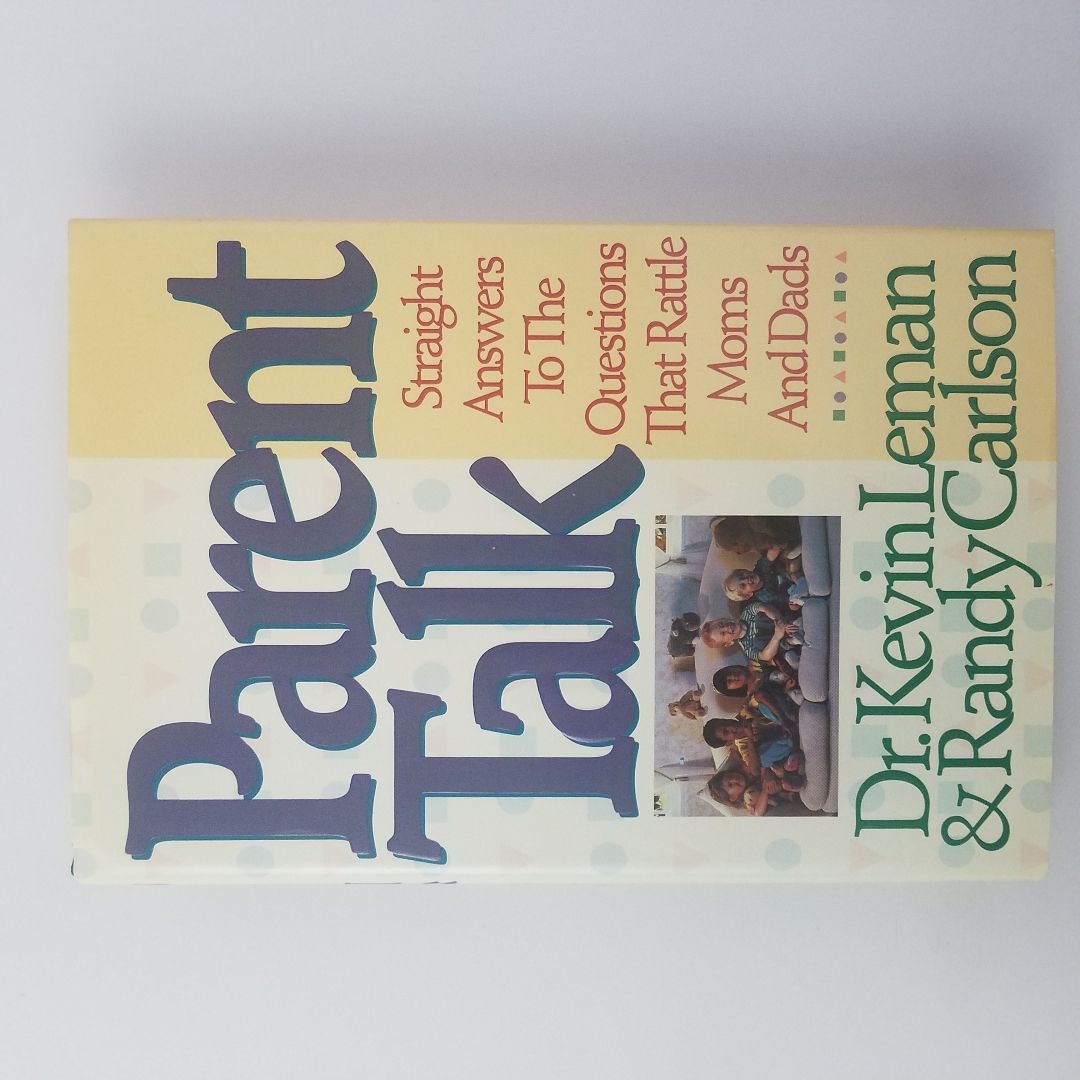 Parent
Talk
Straight
Answers
To The
Questions
That Rattle
Moms
And Dads
Dr. Kevin Leman
& Randy Carlson